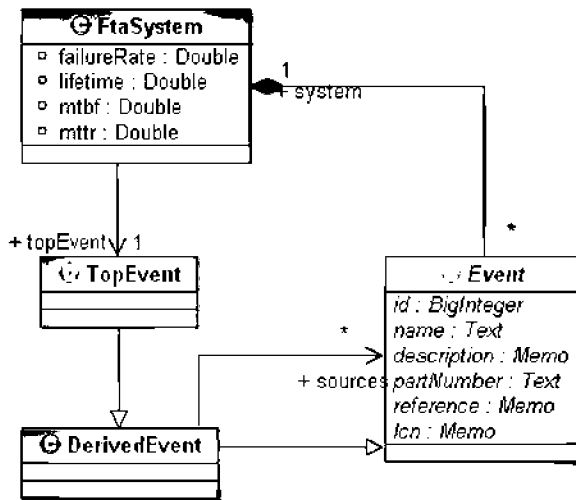 FtaSystem
failureRate : Double
lifetime : Double
mtbf : Double
mttr : Double
1
+ system
+ topEvent
1
*
TopEvent
Event
id : BigInteger
name : Text
description : Memo
partNumber : Text
reference : Memo
lcn : Memo
*
+ sources
DerivedEvent